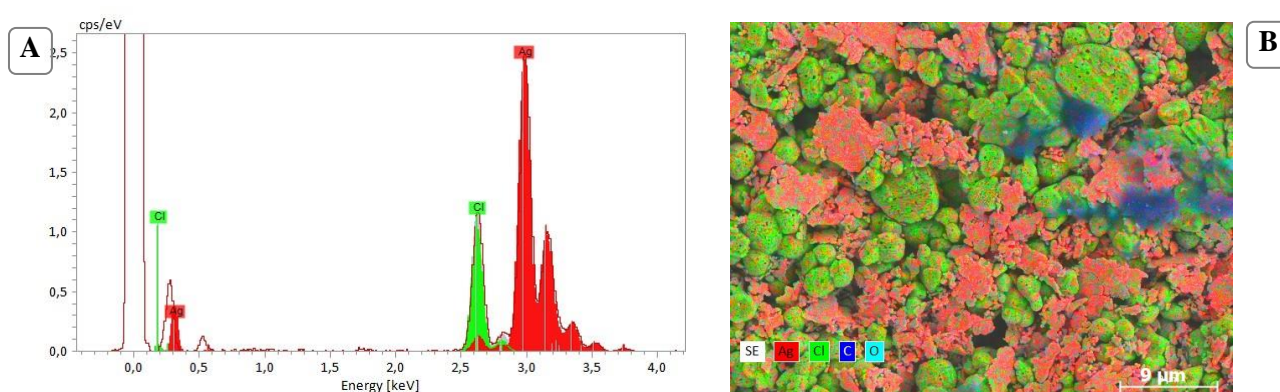 A
cps/eV
2,5
2,0
1,5
1,0
0,5
0,0
Cl
Ag
Cl
Ag
0,0 0,5 1,0 1,5 2,0 2,5 3,0 3,5 4,0
Energy [keV]
B
SE Ag Cl C O
9 µm